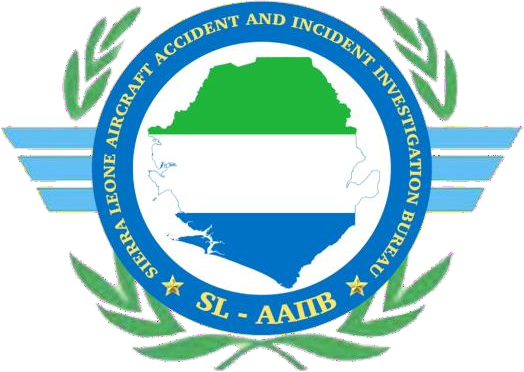 SIERRA LEONE AIRCRAFT ACCIDENT AND INCIDENT INVESTIGATION BUREAU
SL - AAIIB